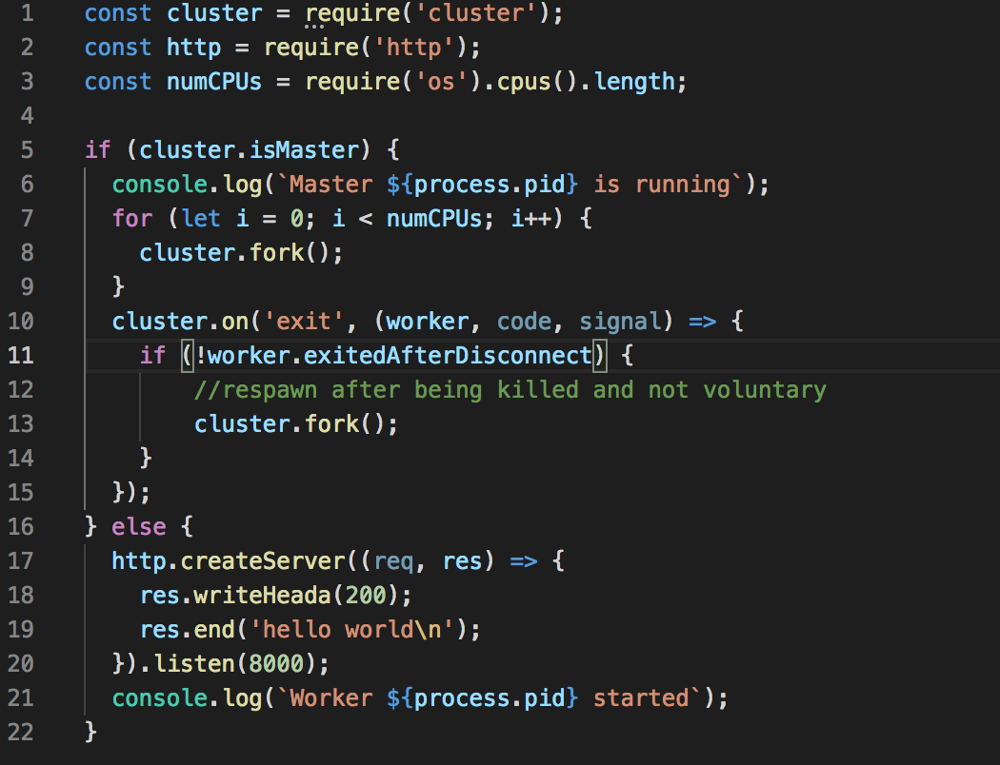 1 const cluster = require('cluster');
2 const http = require('http');
3 const numCPUs = require('os').cpus().length;
4
5 if (cluster.isMaster) {
6 console.log(`Master ${process.pid} is running`);
7 for (let i = 0; i < numCPUs; i++) {
8 cluster.fork();
9 }
10 cluster.on('exit', (worker, code, signal) => {
11 if (!worker.exitedAfterDisconnect) {
12 //respawn after being killed and not voluntary
13 cluster.fork();
14 }
15 });
16 } else {
17 http.createServer((req, res) => {
18 res.writeHeada(200);
19 res.end('hello world\n');
20 }).listen(8000);
21 console.log(`Worker ${process.pid} started`);
22 }